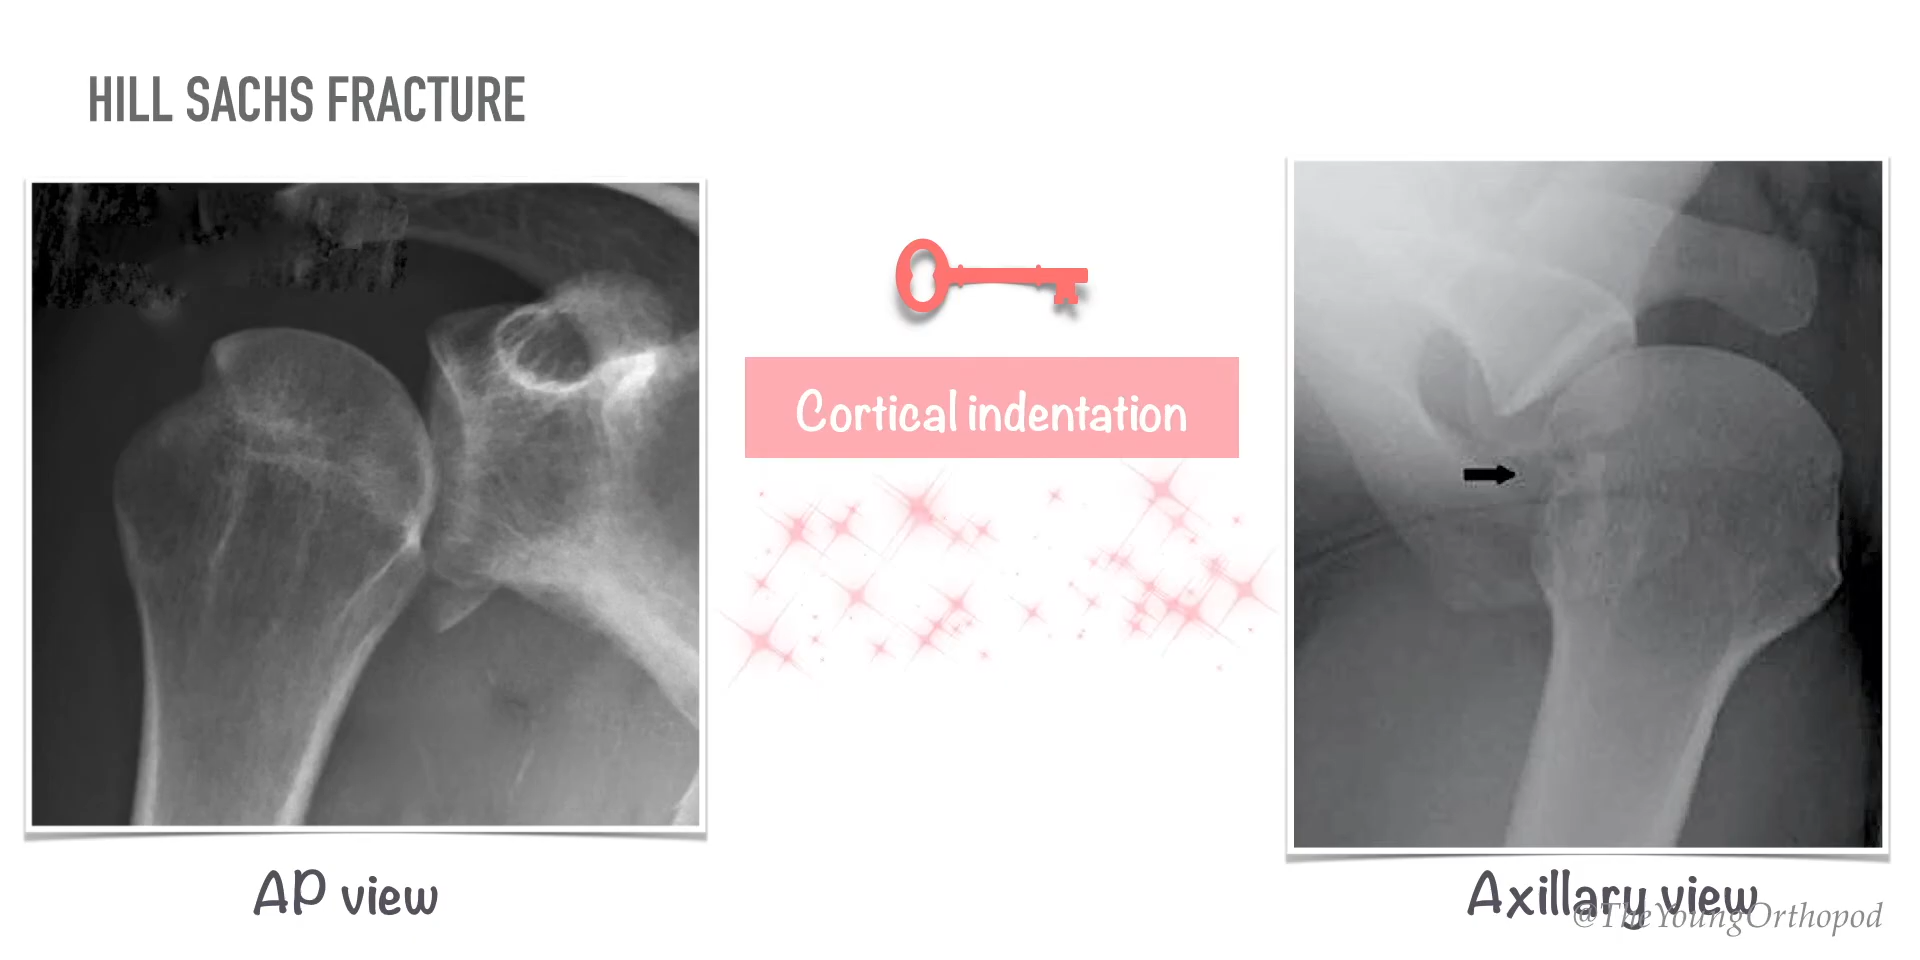 HILL SACHS FRACTURE
Cortical indentation
AP view
Axillary view
@TheYoungOrthopod